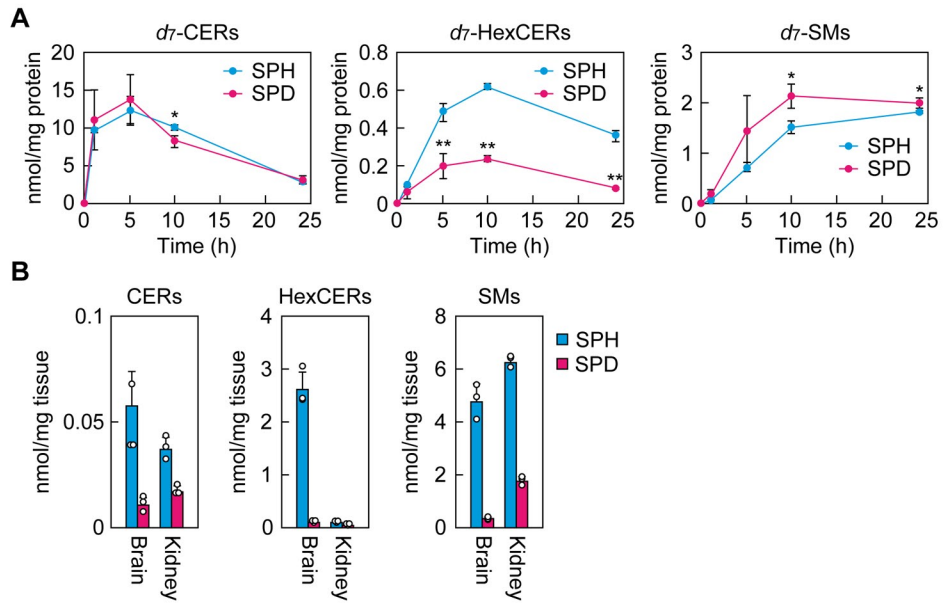 A
d7-CERs
nmol/mg protein
20
15
10
5
0
SPH
SPD
*
0 5 10 15 20 25
Time (h)
d7-HexCERs
nmol/mg protein
0.8
0.6
0.4
0.2
0
SPH
SPD
** ** **
0 5 10 15 20 25
Time (h)
d7-SMs
nmol/mg protein
3
2
1
0
* *
SPH
SPD
0 5 10 15 20 25
Time (h)
B
CERs
nmol/mg tissue
0.1
0.05
0
Brain
Kidney
HexCERs
nmol/mg tissue
4
3
2
1
0
Brain
Kidney
SMs
nmol/mg tissue
8
6
4
2
0
Brain
Kidney
SPH
SPD